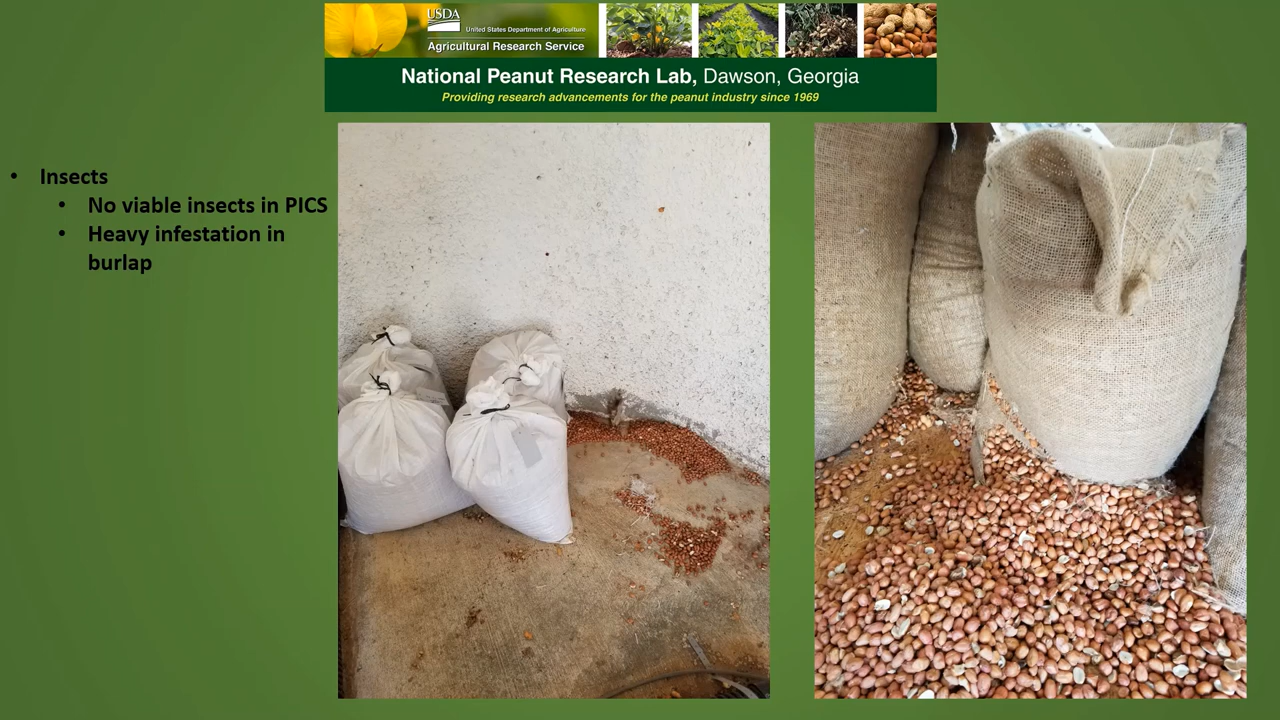 USDA
United States Department of Agriculture
Agricultural Research Service
National Peanut Research Lab, Dawson, Georgia
Providing research advancements for the peanut industry since 1969
• Insects
• No viable insects in PICS
• Heavy infestation in
burlap